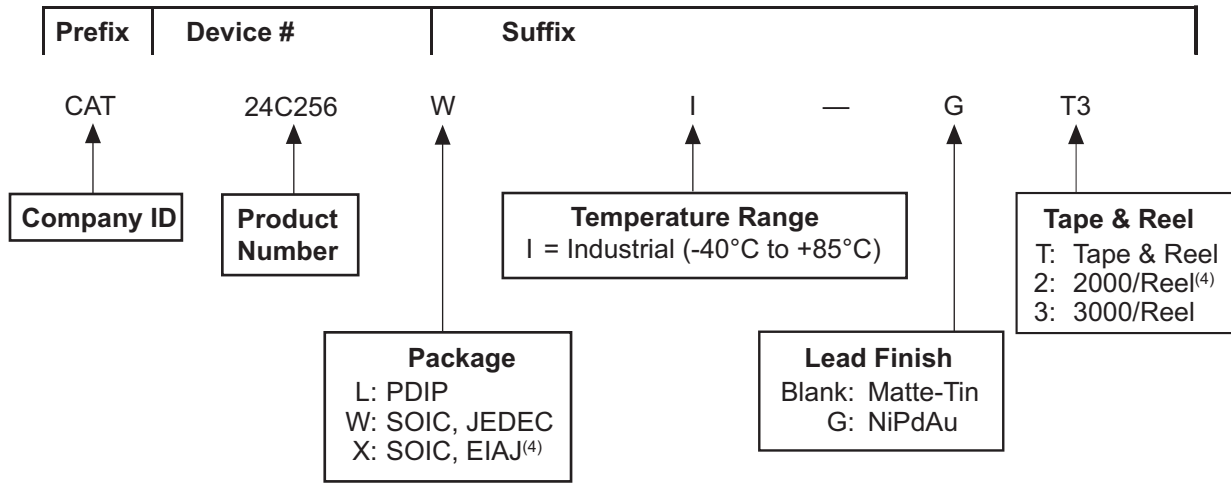 Prefix Device # Suffix
CAT 24C256 W I — G T3
Company ID
Product
Number
Temperature Range
I = Industrial (-40°C to +85°C)
Tape & Reel
T: Tape & Reel
2: 2000/Reel(4)
3: 3000/Reel
Package
L: PDIP
W: SOIC, JEDEC
X: SOIC, EIAJ(4)
Lead Finish
Blank: Matte-Tin
G: NiPdAu